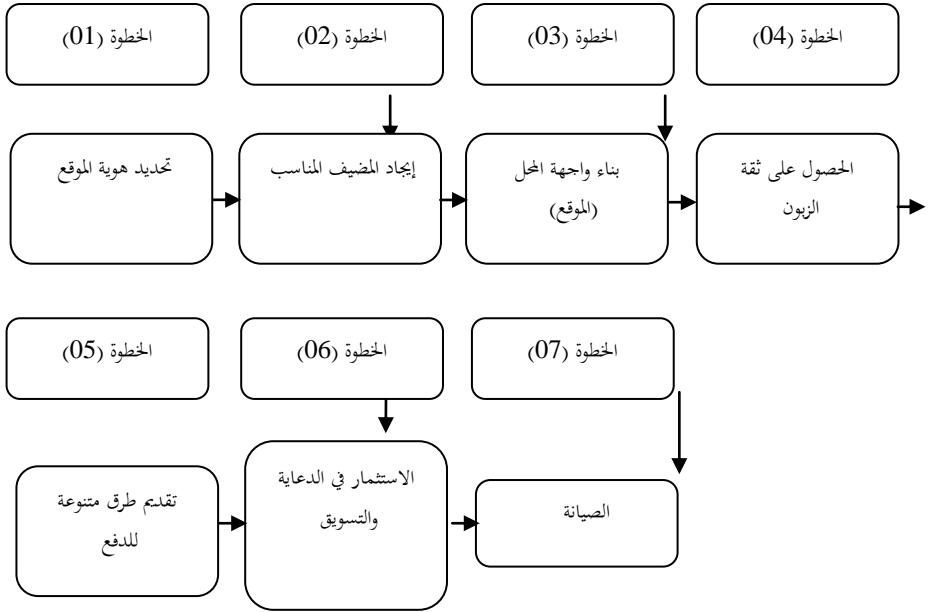 الخطوة (01)
الخطوة (02)
الخطوة (03)
الخطوة (04)
تحديد هوية الموقع
إيجاد المضيف المناسب
بناء واجهة المحل
(الموقع)
الحصول على ثقة
الزبون
الخطوة (05)
الخطوة (06)
الخطوة (07)
تقديم طرق متنوعة
للدفع
الاستثمار في الدعاية
والتسويق
الصيانة